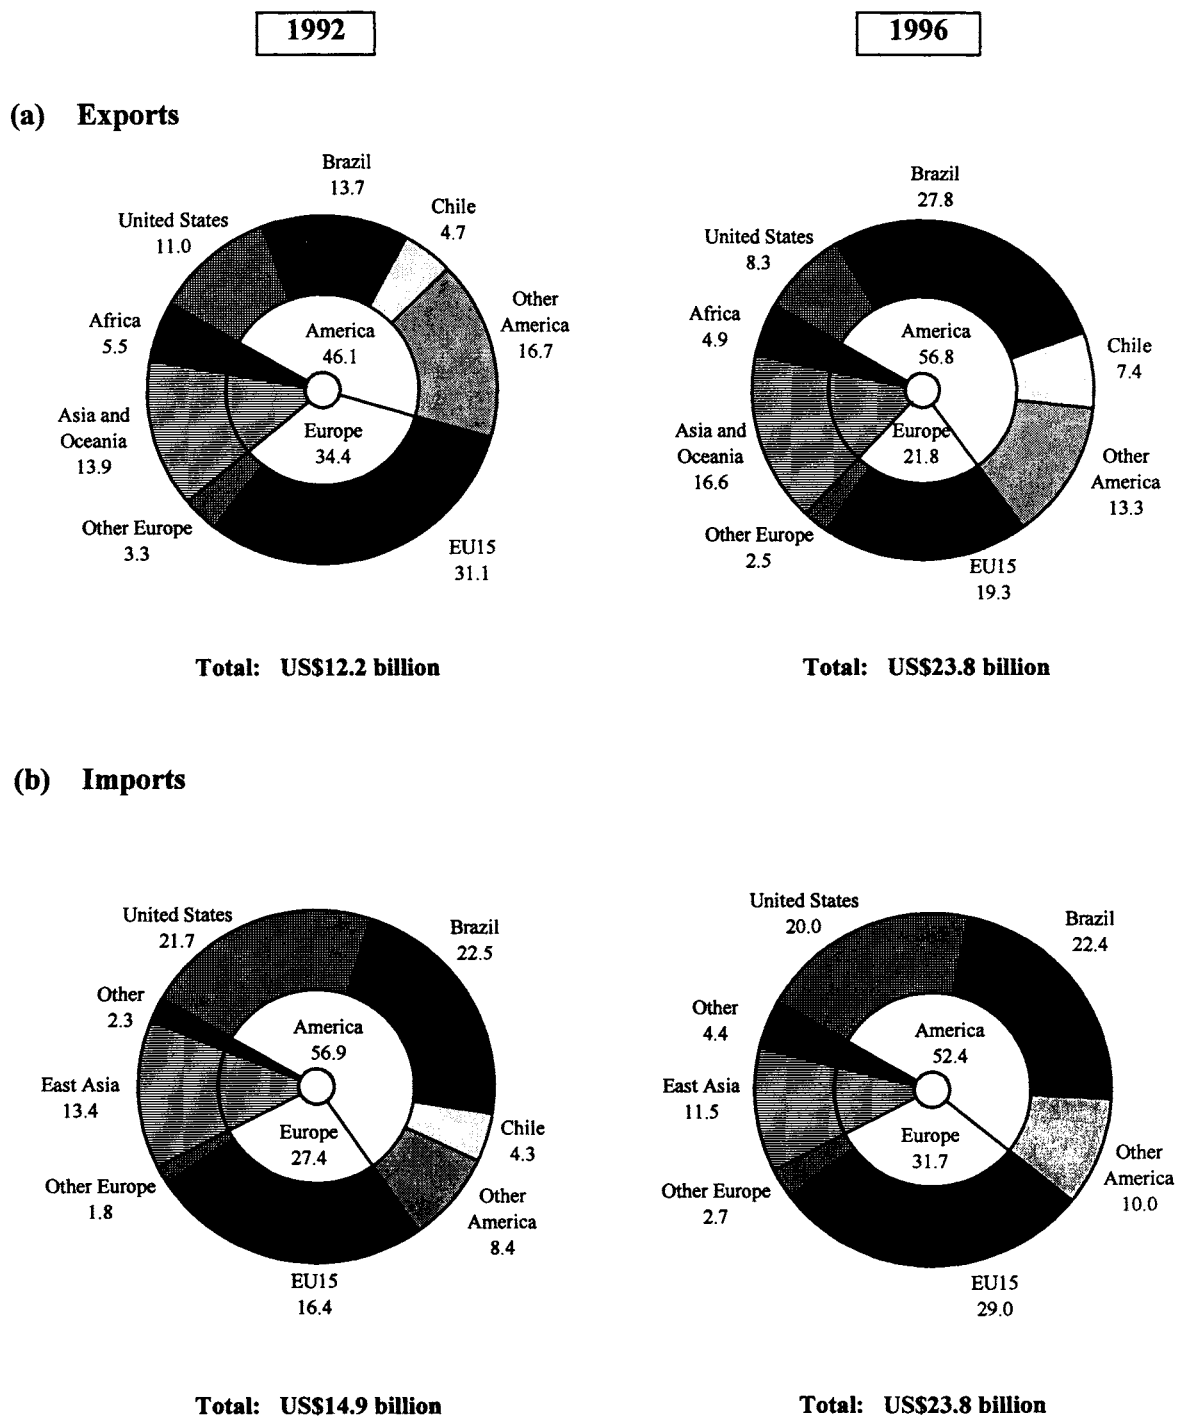 1992
1996
(a) Exports
Brazil
13.7
Chile
4.7
United States
11.0
Other
America
16.7
Africa
5.5
America
46.1
Asia and
Oceania
13.9
Europe
34.4
Other Europe
3.3
EU15
31.1
Total: US$12.2 billion
Brazil
27.8
United States
8.3
Africa
4.9
America
56.8
Chile
7.4
Asia and
Oceania
16.6
Europe
21.8
Other
America
13.3
Other Europe
2.5
EU15
19.3
Total: US$23.8 billion
(b) Imports
United States
21.7
Brazil
22.5
Other
2.3
America
56.9
East Asia
13.4
Europe
27.4
Chile
4.3
Other Europe
1.8
Other
America
8.4
EU15
16.4
Total: US$14.9 billion
United States
20.0
Brazil
22.4
Other
4.4
America
52.4
East Asia
11.5
Europe
31.7
Other
America
10.0
Other Europe
2.7
EU15
29.0
Total: US$23.8 billion